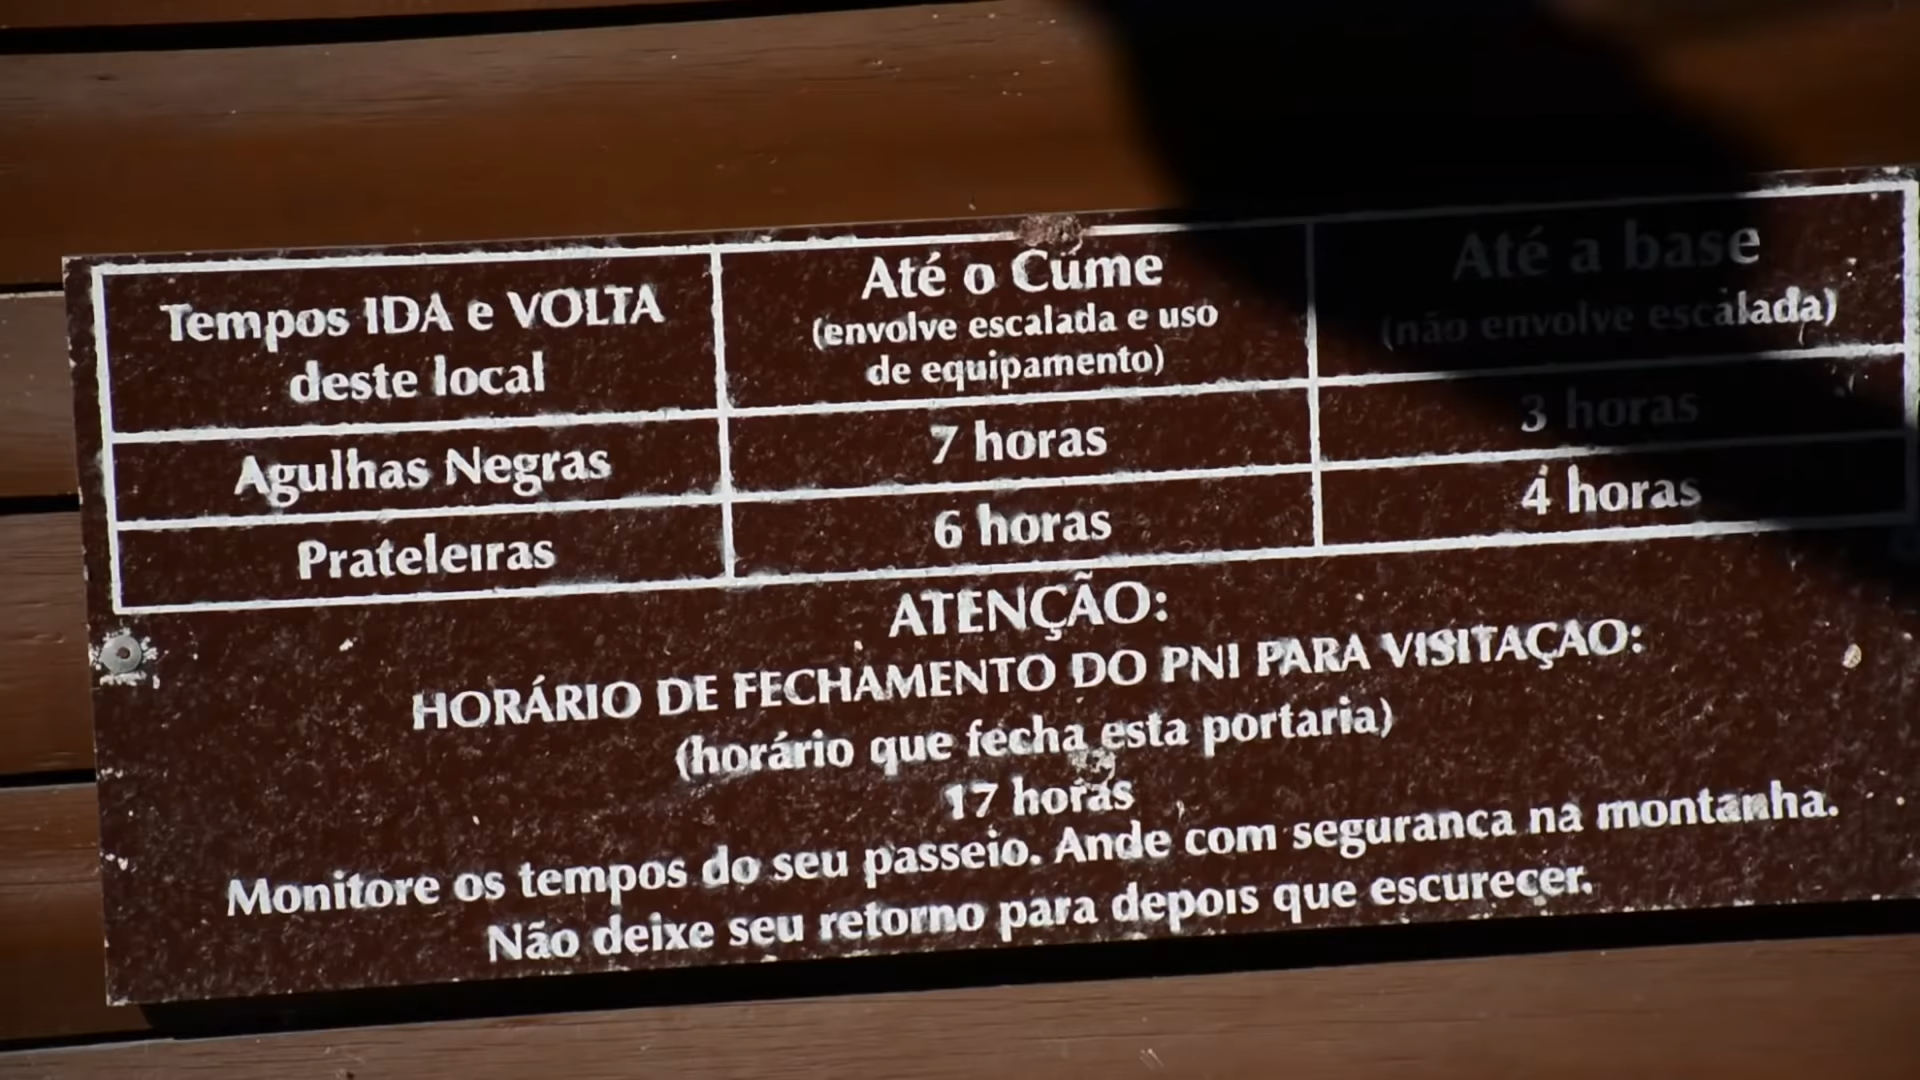 Tempos IDA e VOLTA
deste local
Até o Cume
(envolve escalada e uso
de equipamento)
Até a base
(não envolve escalada)
Agulhas Negras
7 horas
3 horas
Prateleiras
6 horas
4 horas
ATENÇÃO:
HORÁRIO DE FECHAMENTO DO PNI PARA VISITAÇAO:
(horário que fecha esta portaria)
17 horas
Monitore os tempos do seu passeio. Ande com seguranca na montanha.
Não deixe seu retorno para depois que escurecer.